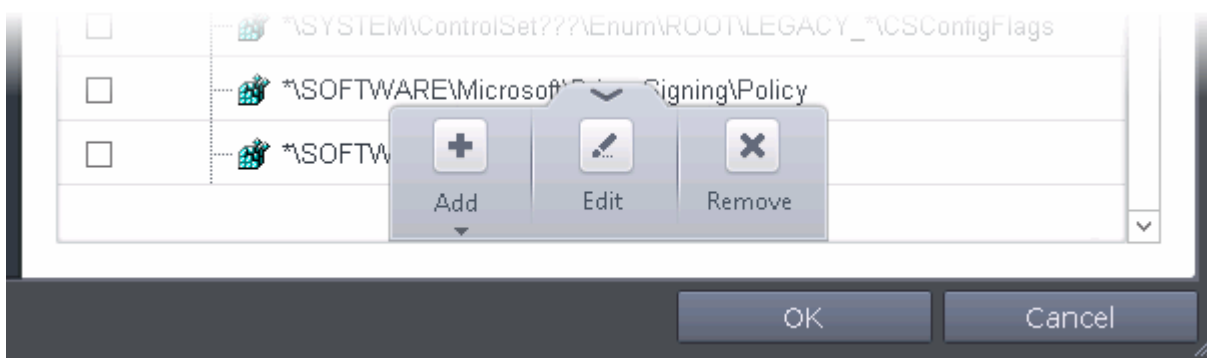 *\SYSTEM\ControlSet???\Enum\ROOT\LEGACY_*\CSConfigFlags
*\SOFTWARE\Microsoft\ Signing\Policy
*\SOFTW
Add Edit Remove
OK Cancel